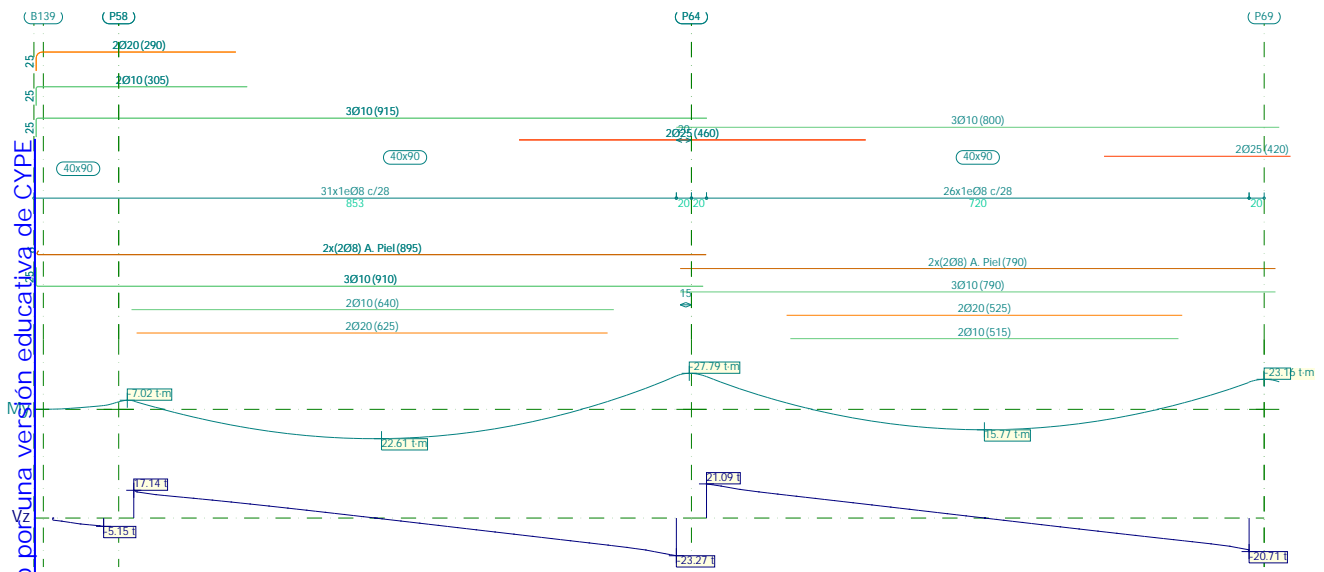 B139
P58
P64
P69
2Ø20 (290)
25
2Ø10 (305)
25
3Ø10 (915)
25
3Ø10 (800)
2Ø25 (460)
40x90
40x90
40x90
2Ø25 (420)
31x1eØ8 c/28
853
20
20
26x1eØ8 c/28
720
20
2x(2Ø8) A. Piel (895)
2x(2Ø8) A. Piel (790)
25
3Ø10 (910)
3Ø10 (790)
15
2Ø10 (640)
2Ø20 (525)
2Ø20 (625)
2Ø10 (515)
My
-7.02 t·m
22.61 t·m
-27.79 t·m
15.77 t·m
-23.16 t·m
Vz
-5.15 t
17.14 t
-23.27 t
21.09 t
-20.71 t
por una versión educativa de CYPE